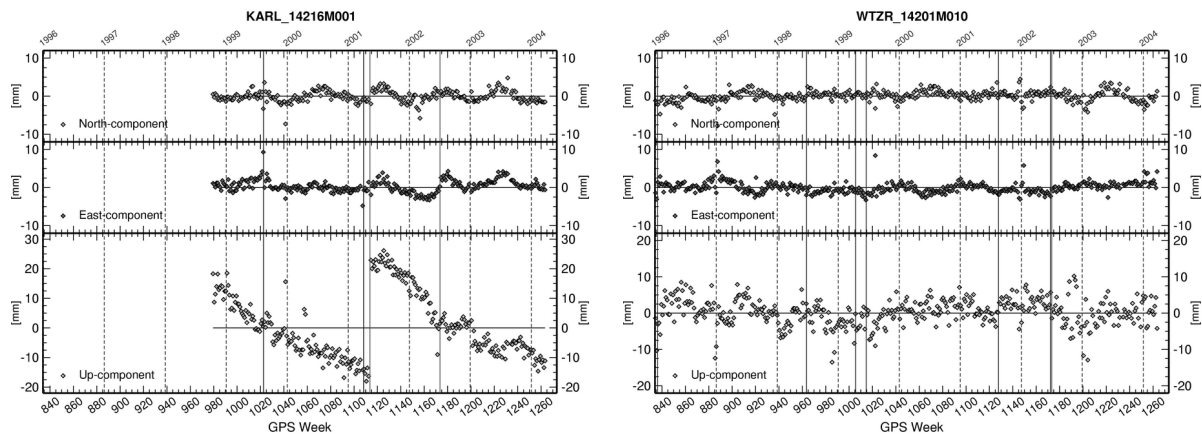 KARL_14216M001
1996 1997 1998 1999 2000 2001 2002 2003 2004
10 10
[mm] 0 0 [mm]
North-component
-10 -10
10 10
[mm] 0 0 [mm]
East-component
-10 -10
30 30
20 20
10 10
[mm] 0 0 [mm]
-10 -10
Up-component
-20 -20
840 860 880 900 920 940 960 980 1000 1020 1040 1060 1080 1100 1120 1140 1160 1180 1200 1220 1240 1260
GPS Week
WTZR_14201M010
1996 1997 1998 1999 2000 2001 2002 2003 2004
10 10
[mm] 0 0 [mm]
North-component
-10 -10
10 10
[mm] 0 0 [mm]
East-component
-10 -10
20 20
10 10
[mm] 0 0 [mm]
-10 -10
Up-component
-20 -20
840 860 880 900 920 940 960 980 1000 1020 1040 1060 1080 1100 1120 1140 1160 1180 1200 1220 1240 1260
GPS Week